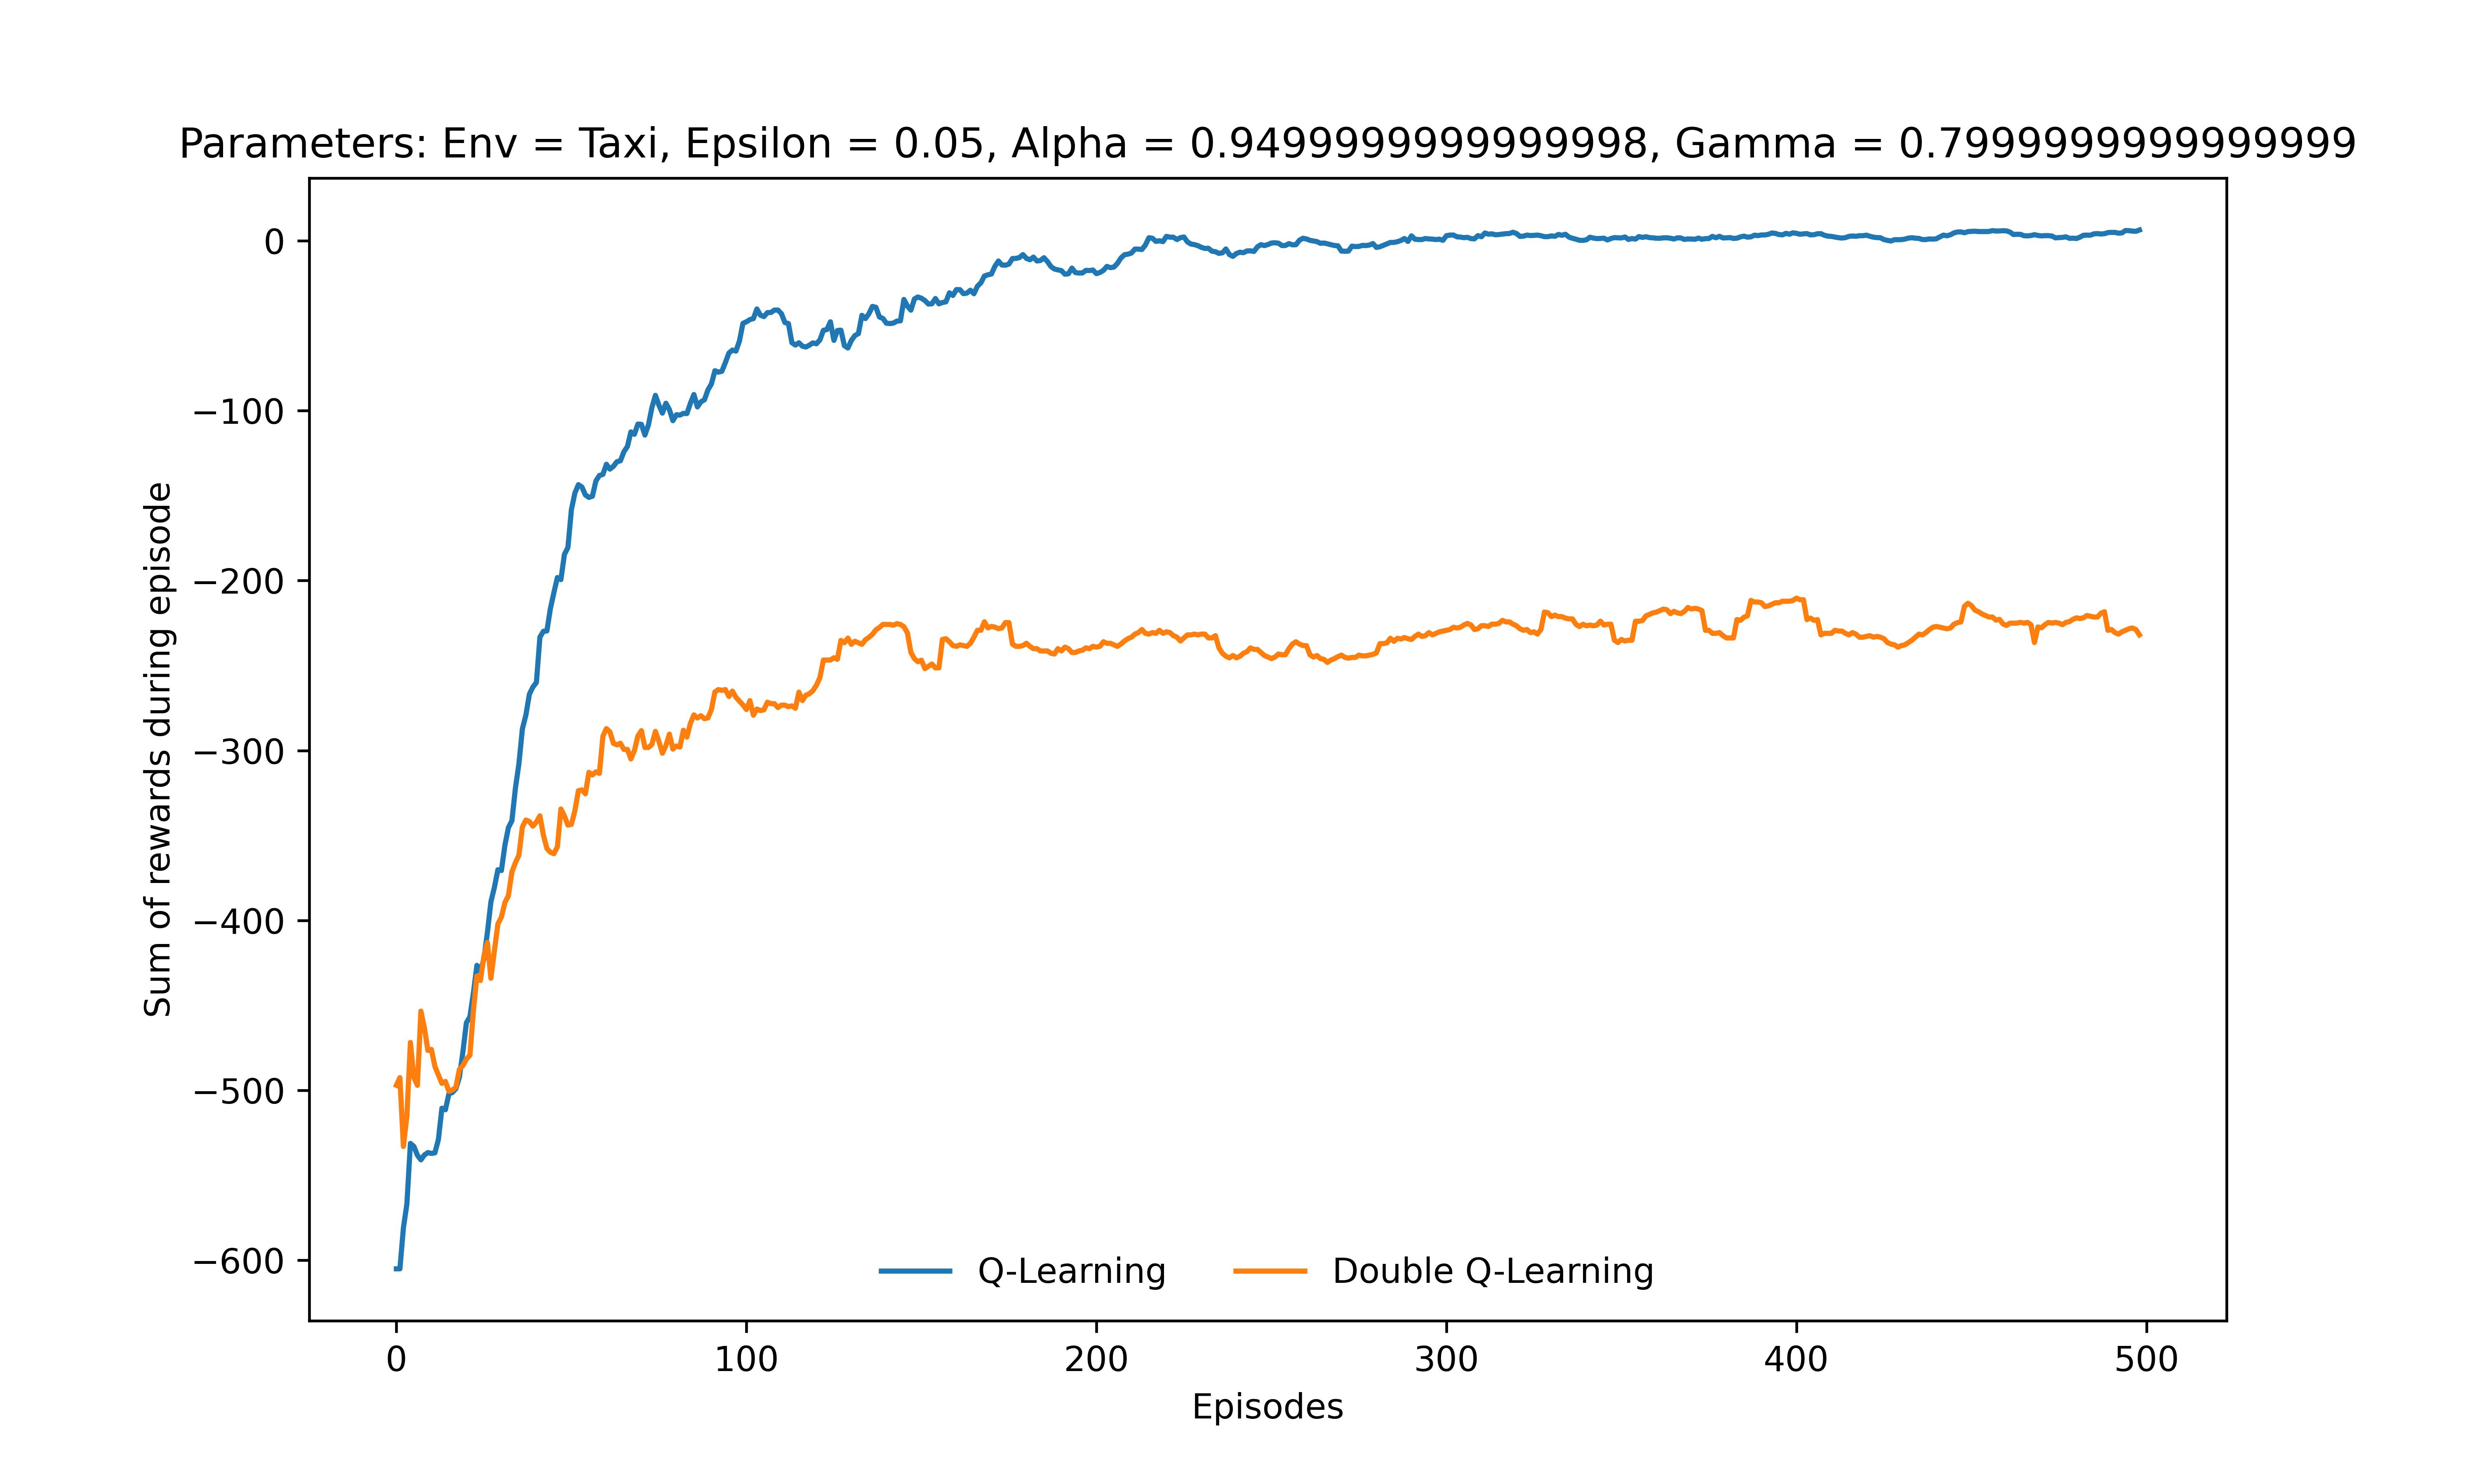 Parameters: Env = Taxi, Epsilon = 0.05, Alpha = 0.9499999999999998, Gamma = 0.7999999999999999
Sum of rewards during episode
0
−100
−200
−300
−400
−500
−600
Q-Learning
Double Q-Learning
0
100
200
300
400
500
Episodes